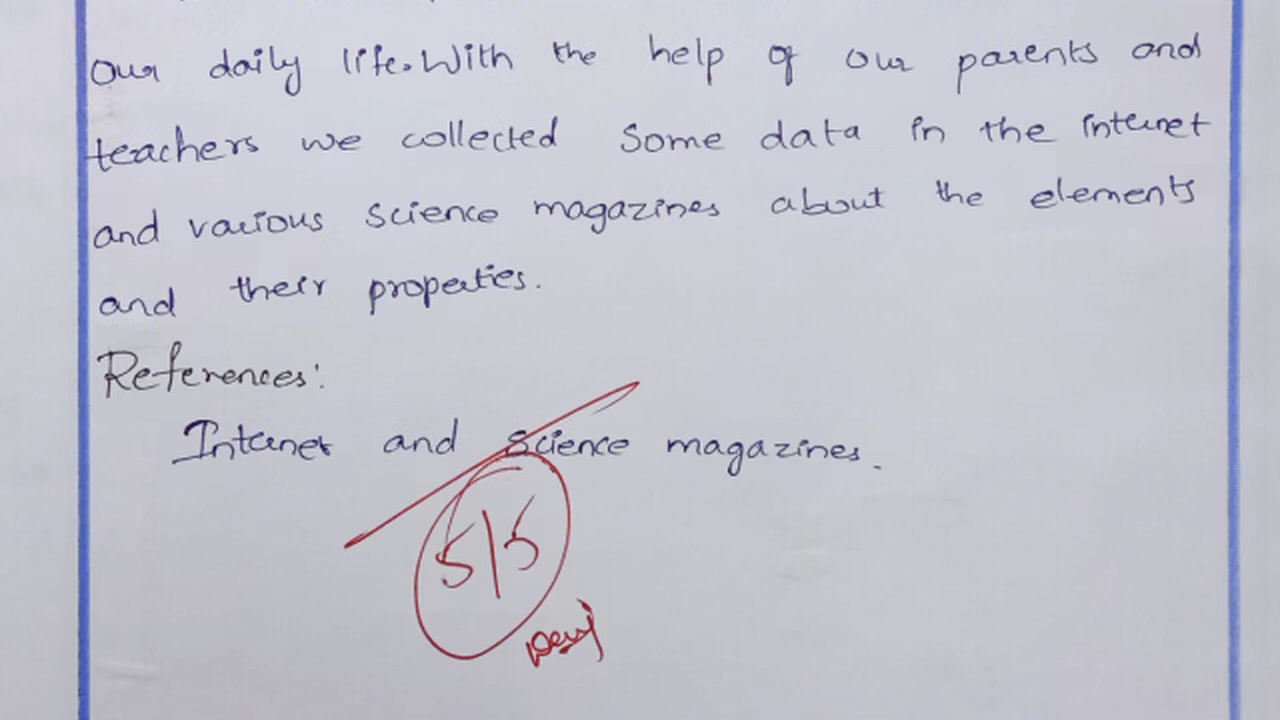 Our daily life. With the help of our parents and
teachers we collected Some data in the internet
and various science magazines about the elements
and their properties.
References:
Internet and Science magazines.
5/5